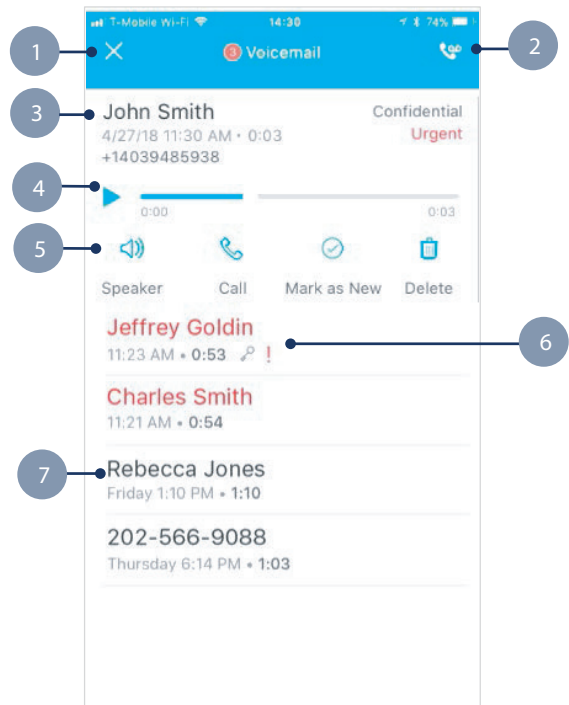 T-Mobile Wi-Fi 14:30 74%
1 3 Voicemail 2
3 John Smith Confidential
4/27/18 11:30 AM • 0:03 Urgent
+14039485938
4
0:00 0:03
5
Speaker Call Mark as New Delete
Jeffrey Goldin
11:23 AM • 0:53 ! 6
Charles Smith
11:21 AM • 0:54
7 Rebecca Jones
Friday 1:10 PM • 1:10
202-566-9088
Thursday 6:14 PM • 1:03